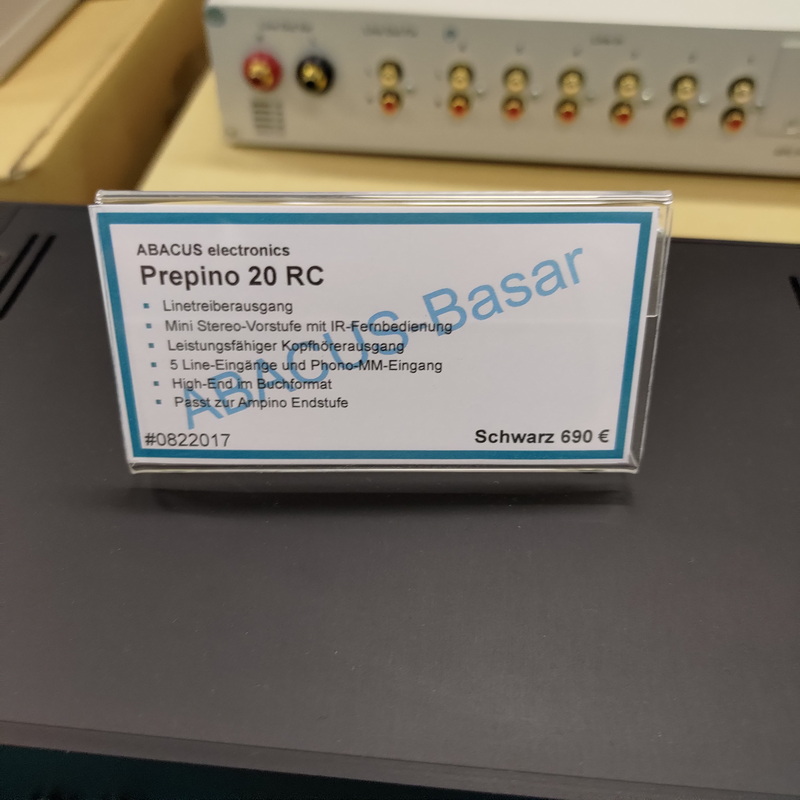 ABACUS electronics
Prepino 20 RC
▪ Linetreiberausgang
▪ Mini Stereo-Vorstufe mit IR-Fernbedienung
▪ Leistungsfähiger Kopfhörerausgang
▪ 5 Line-Eingänge und Phono-MM-Eingang
▪ High-End im Buchformat
▪ Passt zur Ampino Endstufe
ABACUS Basar
#0822017
Schwarz 690 €